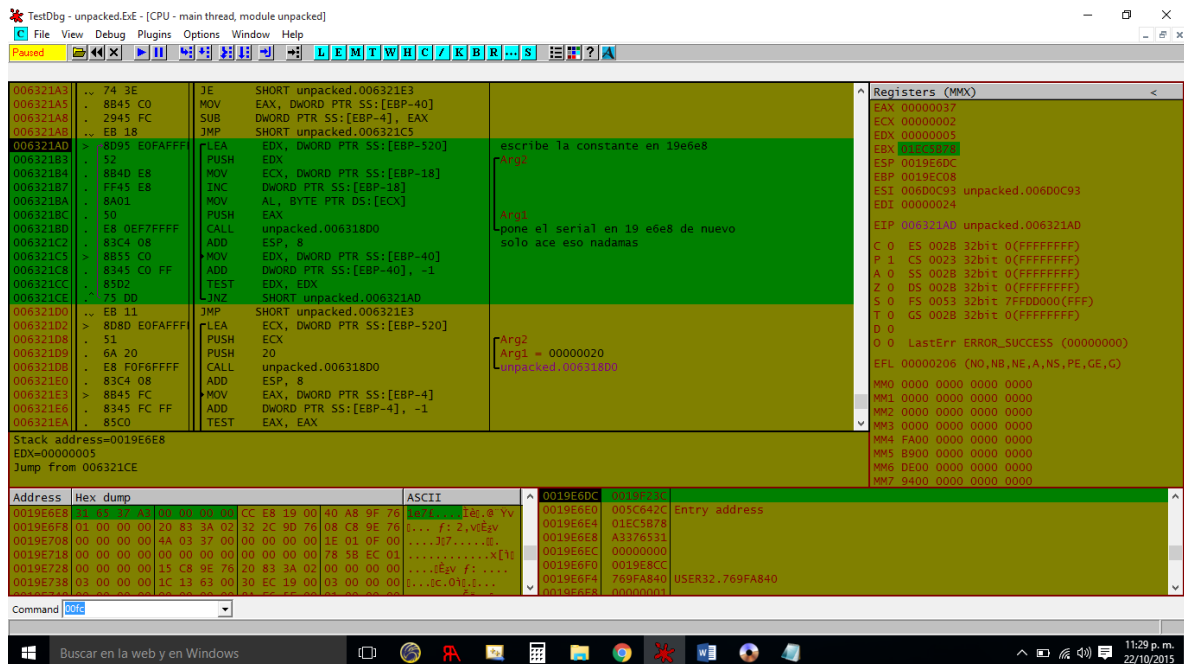 TestDbg - unpacked.ExE - [CPU - main thread, module unpacked]
C File View Debug Plugins Options Window Help
Paused L E M T W H C / K B R ... S ?
006321A3 .. 74 3E JE SHORT unpacked.006321E3
006321A5 . 8B45 C0 MOV EAX, DWORD PTR SS:[EBP-40]
006321A8 . 2945 FC SUB DWORD PTR SS:[EBP-4], EAX
006321AB .. EB 18 JMP SHORT unpacked.006321C5
006321AD > 8D95 E0FAFFF LEA EDX, DWORD PTR SS:[EBP-520] escribe la constante en 19e6e8
006321B3 . 52 PUSH EDX Arg2
006321B4 . 8B4D E8 MOV ECX, DWORD PTR SS:[EBP-18]
006321B7 . FF45 E8 INC DWORD PTR SS:[EBP-18]
006321BA . 8A01 MOV AL, BYTE PTR DS:[ECX]
006321BC . 50 PUSH EAX Arg1
006321BD . E8 0EF7FFFF CALL unpacked.006318D0 pone el serial en 19 e6e8 de nuevo
006321C2 . 83C4 08 ADD ESP, 8 solo ace eso nadamas
006321C5 > 8B55 C0 MOV EDX, DWORD PTR SS:[EBP-40]
006321C8 . 8345 C0 FF ADD DWORD PTR SS:[EBP-40], -1
006321CC . 85D2 TEST EDX, EDX
006321CE .^ 75 DD JNZ SHORT unpacked.006321AD
006321D0 .. EB 11 JMP SHORT unpacked.006321E3
006321D2 > 8D8D E0FAFFF LEA ECX, DWORD PTR SS:[EBP-520]
006321D8 . 51 PUSH ECX Arg2
006321D9 . 6A 20 PUSH 20 Arg1 = 00000020
006321DB . E8 F0F6FFFF CALL unpacked.006318D0 unpacked.006318D0
006321E0 . 83C4 08 ADD ESP, 8
006321E3 > 8B45 FC MOV EAX, DWORD PTR SS:[EBP-4]
006321E6 . 8345 FC FF ADD DWORD PTR SS:[EBP-4], -1
006321EA . 85C0 TEST EAX, EAX
Stack address=0019E6E8
EDX=00000005
Jump from 006321CE
Registers (MMX) <
EAX 00000037
ECX 00000002
EDX 00000005
EBX 01EC5B78
ESP 0019E6DC
EBP 0019EC08
ESI 006D0C93 unpacked.006D0C93
EDI 00000024
EIP 006321AD unpacked.006321AD
C 0 ES 002B 32bit 0(FFFFFFFF)
P 1 CS 0023 32bit 0(FFFFFFFF)
A 0 SS 002B 32bit 0(FFFFFFFF)
Z 0 DS 002B 32bit 0(FFFFFFFF)
S 0 FS 0053 32bit 7FFDD000(FFF)
T 0 GS 002B 32bit 0(FFFFFFFF)
D 0
O 0 LastErr ERROR_SUCCESS (00000000)
EFL 00000206 (NO,NB,NE,A,NS,PE,GE,G)
MM0 0000 0000 0000 0000
MM1 0000 0000 0000 0000
MM2 0000 0000 0000 0000
MM3 0000 0000 0000 0000
MM4 FA00 0000 0000 0000
MM5 B900 0000 0000 0000
MM6 DE00 0000 0000 0000
MM7 9400 0000 0000 0000
Address Hex dump ASCII
0019E6E8 31 65 37 A3 00 00 00 00 CC E8 19 00 40 A8 9F 76
0019E6F8 01 00 00 00 20 83 3A 02 32 2C 9D 76 08 C8 9E 76
0019E708 00 00 00 00 4A 03 37 00 00 00 00 00 1E 01 0F 00
0019E718 00 00 00 00 00 00 00 00 00 00 00 00 78 5B EC 01
0019E728 00 00 00 00 15 C8 9E 76 20 83 3A 02 00 00 00 00
0019E738 03 00 00 00 1C 13 63 00 30 EC 19 00 03 00 00 00
0019E6DC 0019F23C
0019E6E0 005C642C Entry address
0019E6E4 01EC5B78
0019E6E8 A3376531
0019E6EC 00000000
0019E6F0 0019E8CC
0019E6F4 769FA840 USER32.769FA840
0019E6F8 00000001
Command 00fc
Buscar en la web y en Windows
11:29 p. m.
22/10/2015